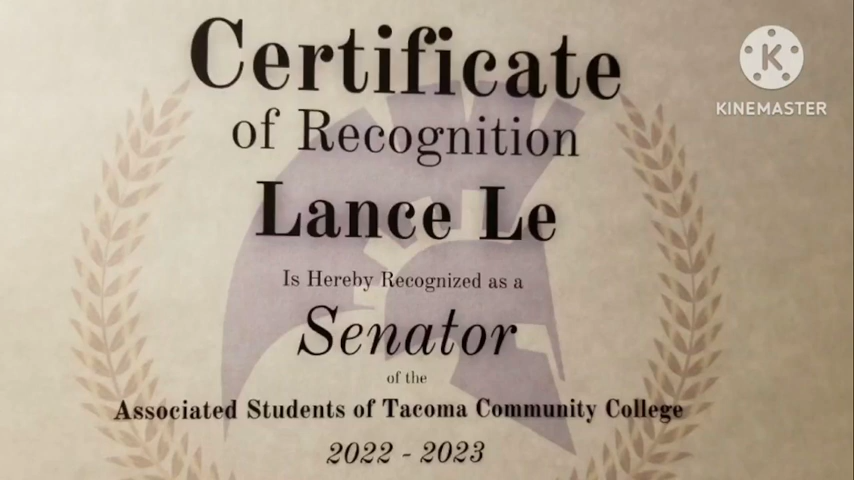 Certificate
of Recognition
Lance Le
Is Hereby Recognized as a
Senator
of the
Associated Students of Tacoma Community College
2022 - 2023
K
KINEMASTER